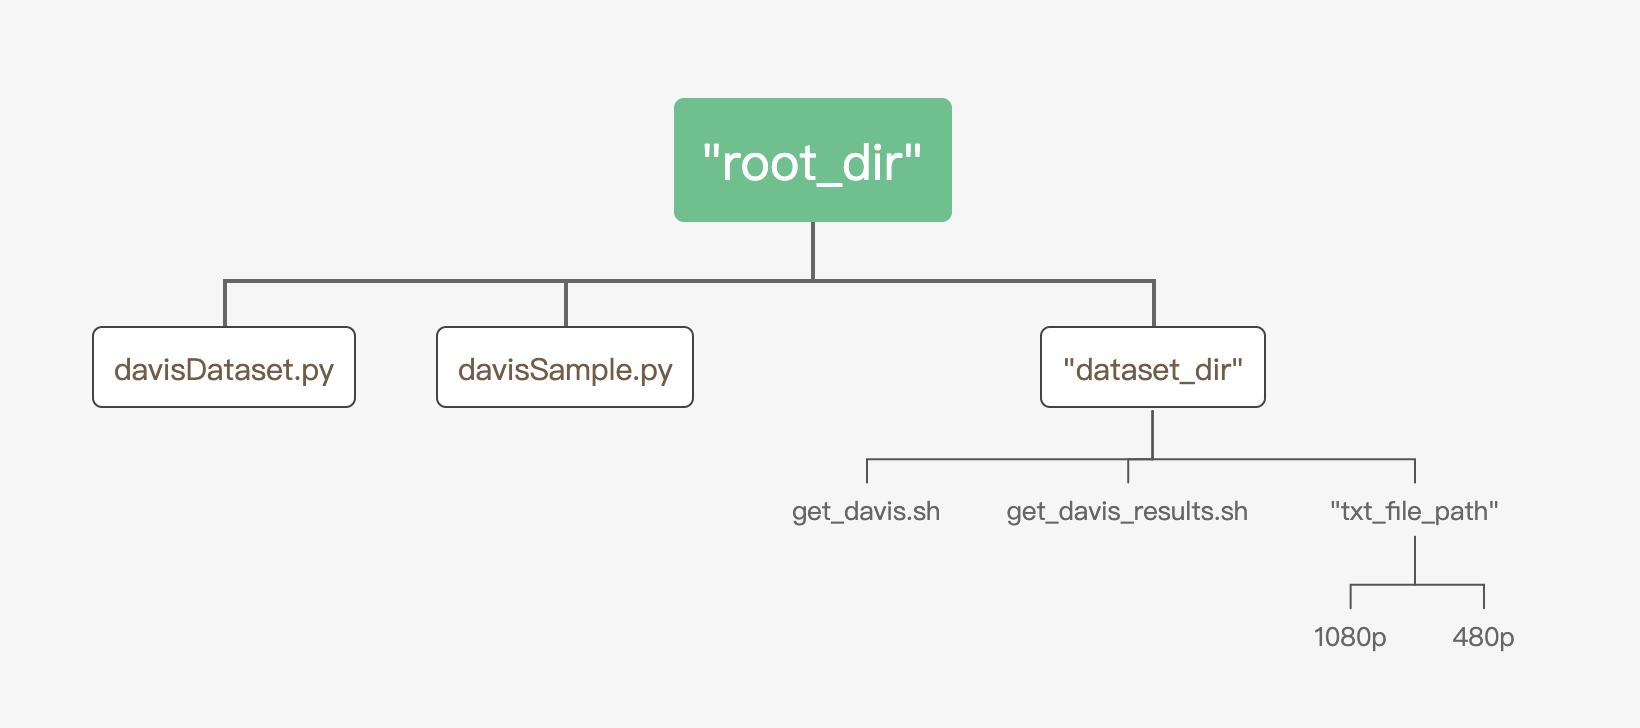 "root_dir"
davisDataset.py
davisSample.py
"dataset_dir"
get_davis.sh
get_davis_results.sh
"txt_file_path"
1080p
480p